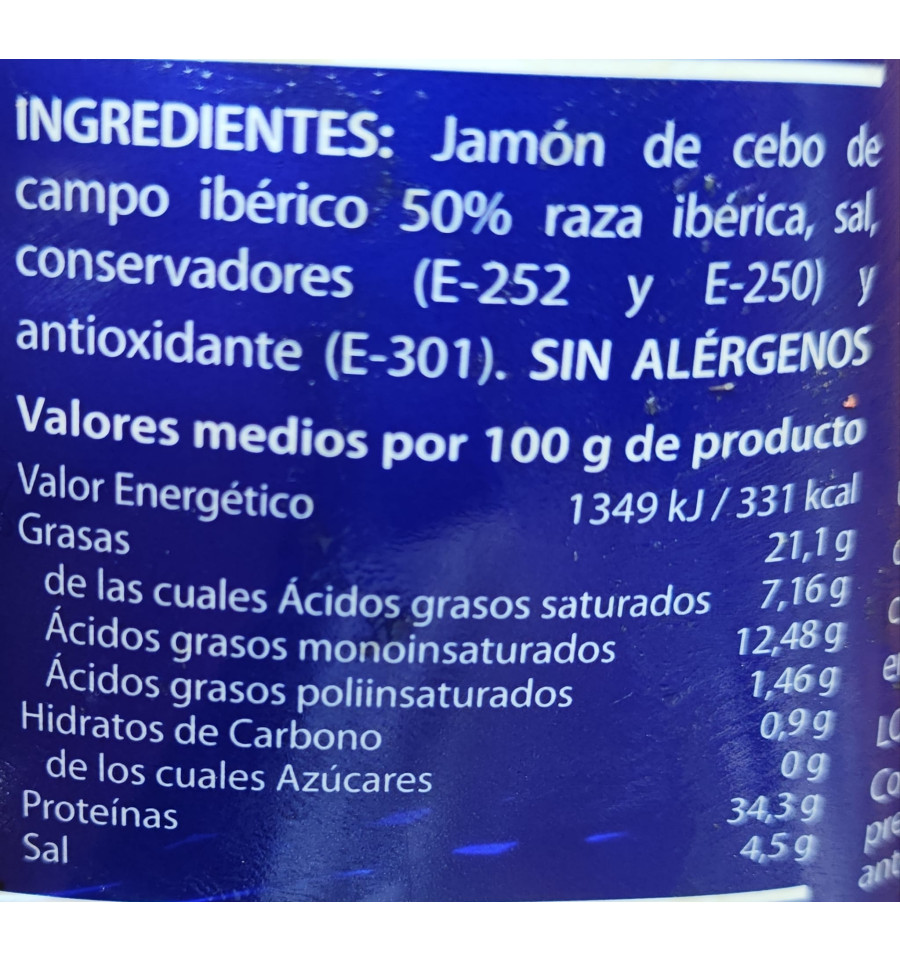 INGREDIENTES: Jamón de cebo de
campo ibérico 50% raza ibérica, sal,
conservadores (E-252 y E-250) y
antioxidante (E-301). SIN ALÉRGENOS
Valores medios por 100 g de producto
Valor Energético 1349 kJ / 331 kcal
Grasas 21,1 g
de las cuales Ácidos grasos saturados 7,16 g
Ácidos grasos monoinsaturados 12,48 g
Ácidos grasos poliinsaturados 1,46 g
Hidratos de Carbono 0,9 g
de los cuales Azúcares 0 g
Proteínas 34,3 g
Sal 4,5 g